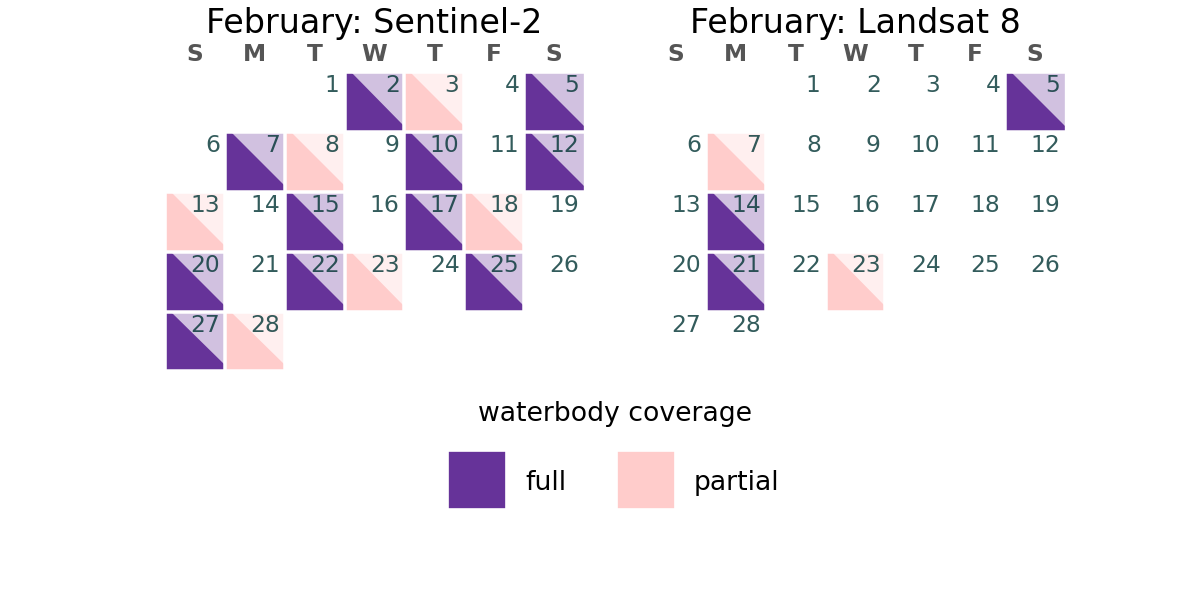 February: Sentinel-2
S M T W T F S
1 2 3 4 5
6 7 8 9 10 11 12
13 14 15 16 17 18 19
20 21 22 23 24 25 26
27 28
February: Landsat 8
S M T W T F S
1 2 3 4 5
6 7 8 9 10 11 12
13 14 15 16 17 18 19
20 21 22 23 24 25 26
27 28
waterbody coverage
full partial